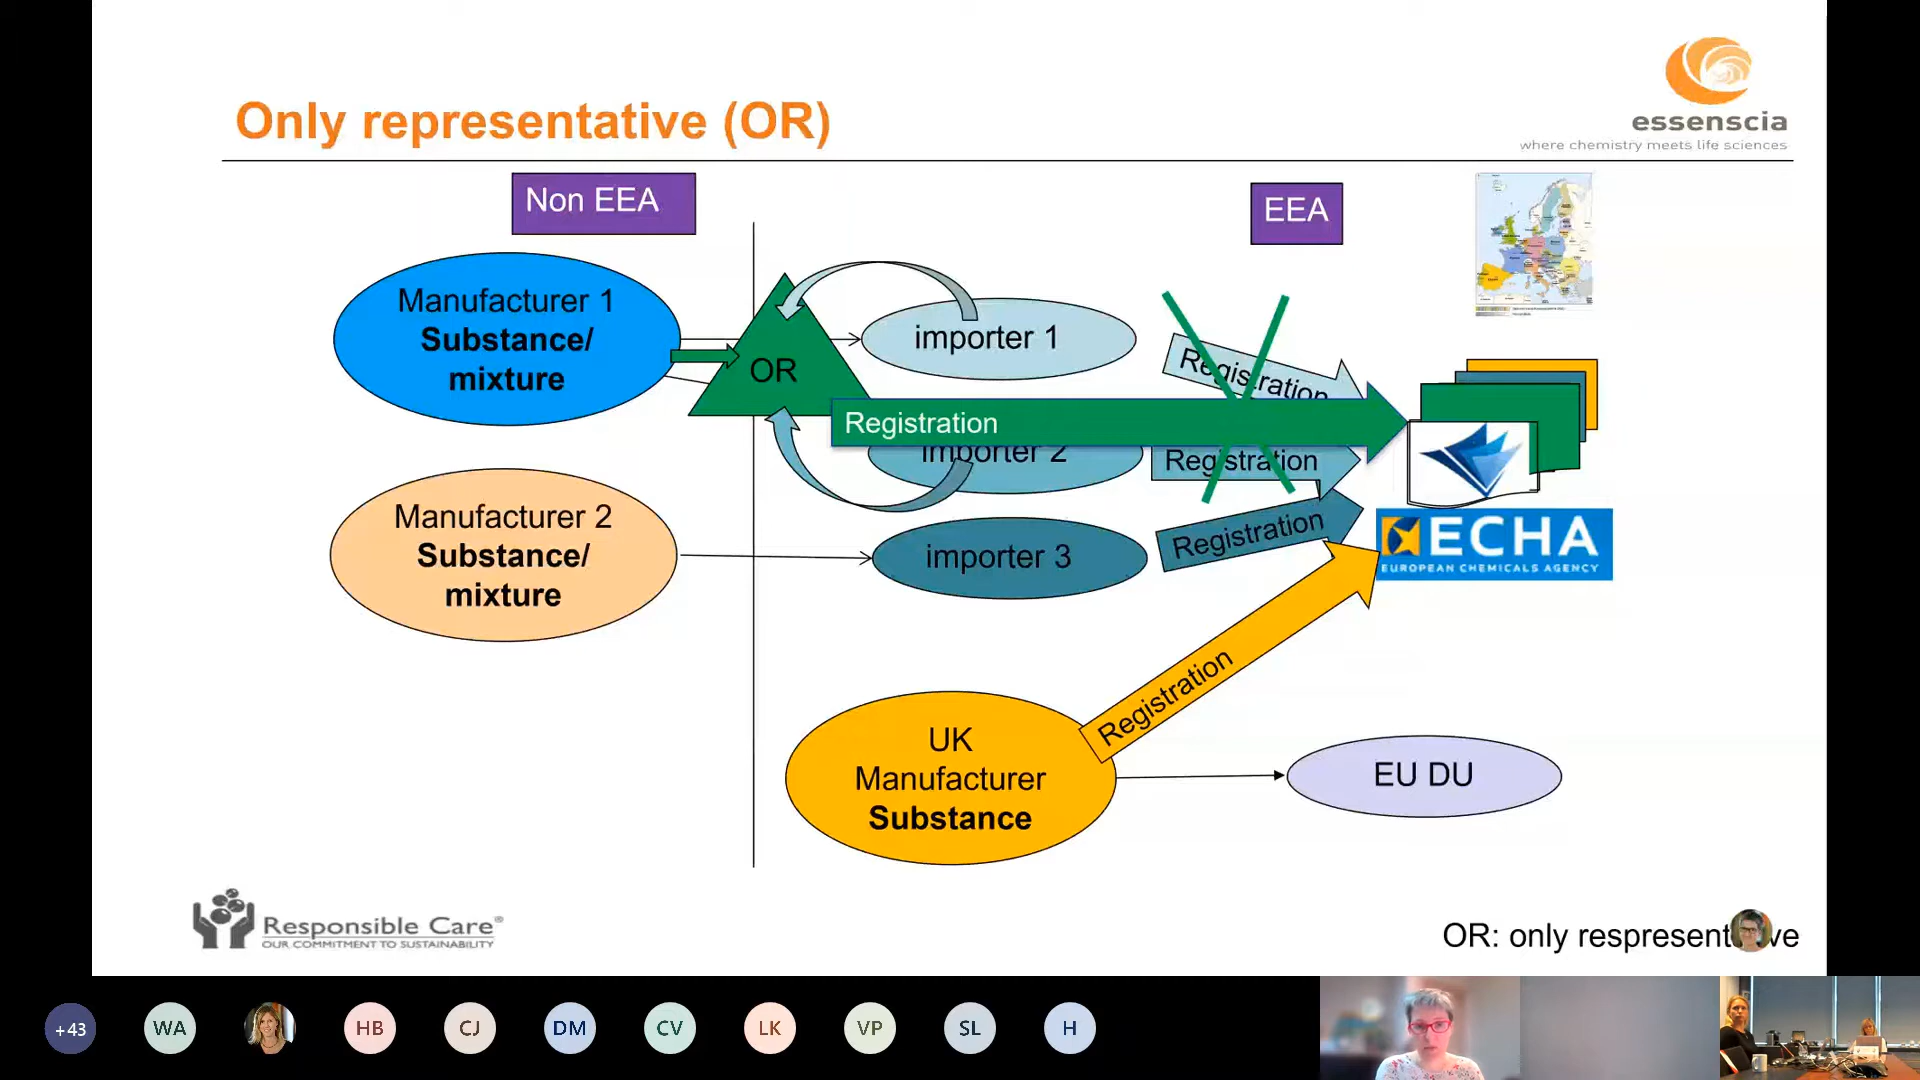 Only representative (OR)
essenscia
where chemistry meets life sciences
Non EEA
EEA
Manufacturer 1
Substance/
mixture
OR
importer 1
Registration
Registration
importer 2
Registration
Manufacturer 2
Substance/
mixture
importer 3
Registration
ECHA
EUROPEAN CHEMICALS AGENCY
Registration
UK
Manufacturer
Substance
EU DU
Responsible Care®
OUR COMMITMENT TO SUSTAINABILITY
OR: only respresent ve
+43
WA
HB
CJ
DM
CV
LK
VP
SL
H